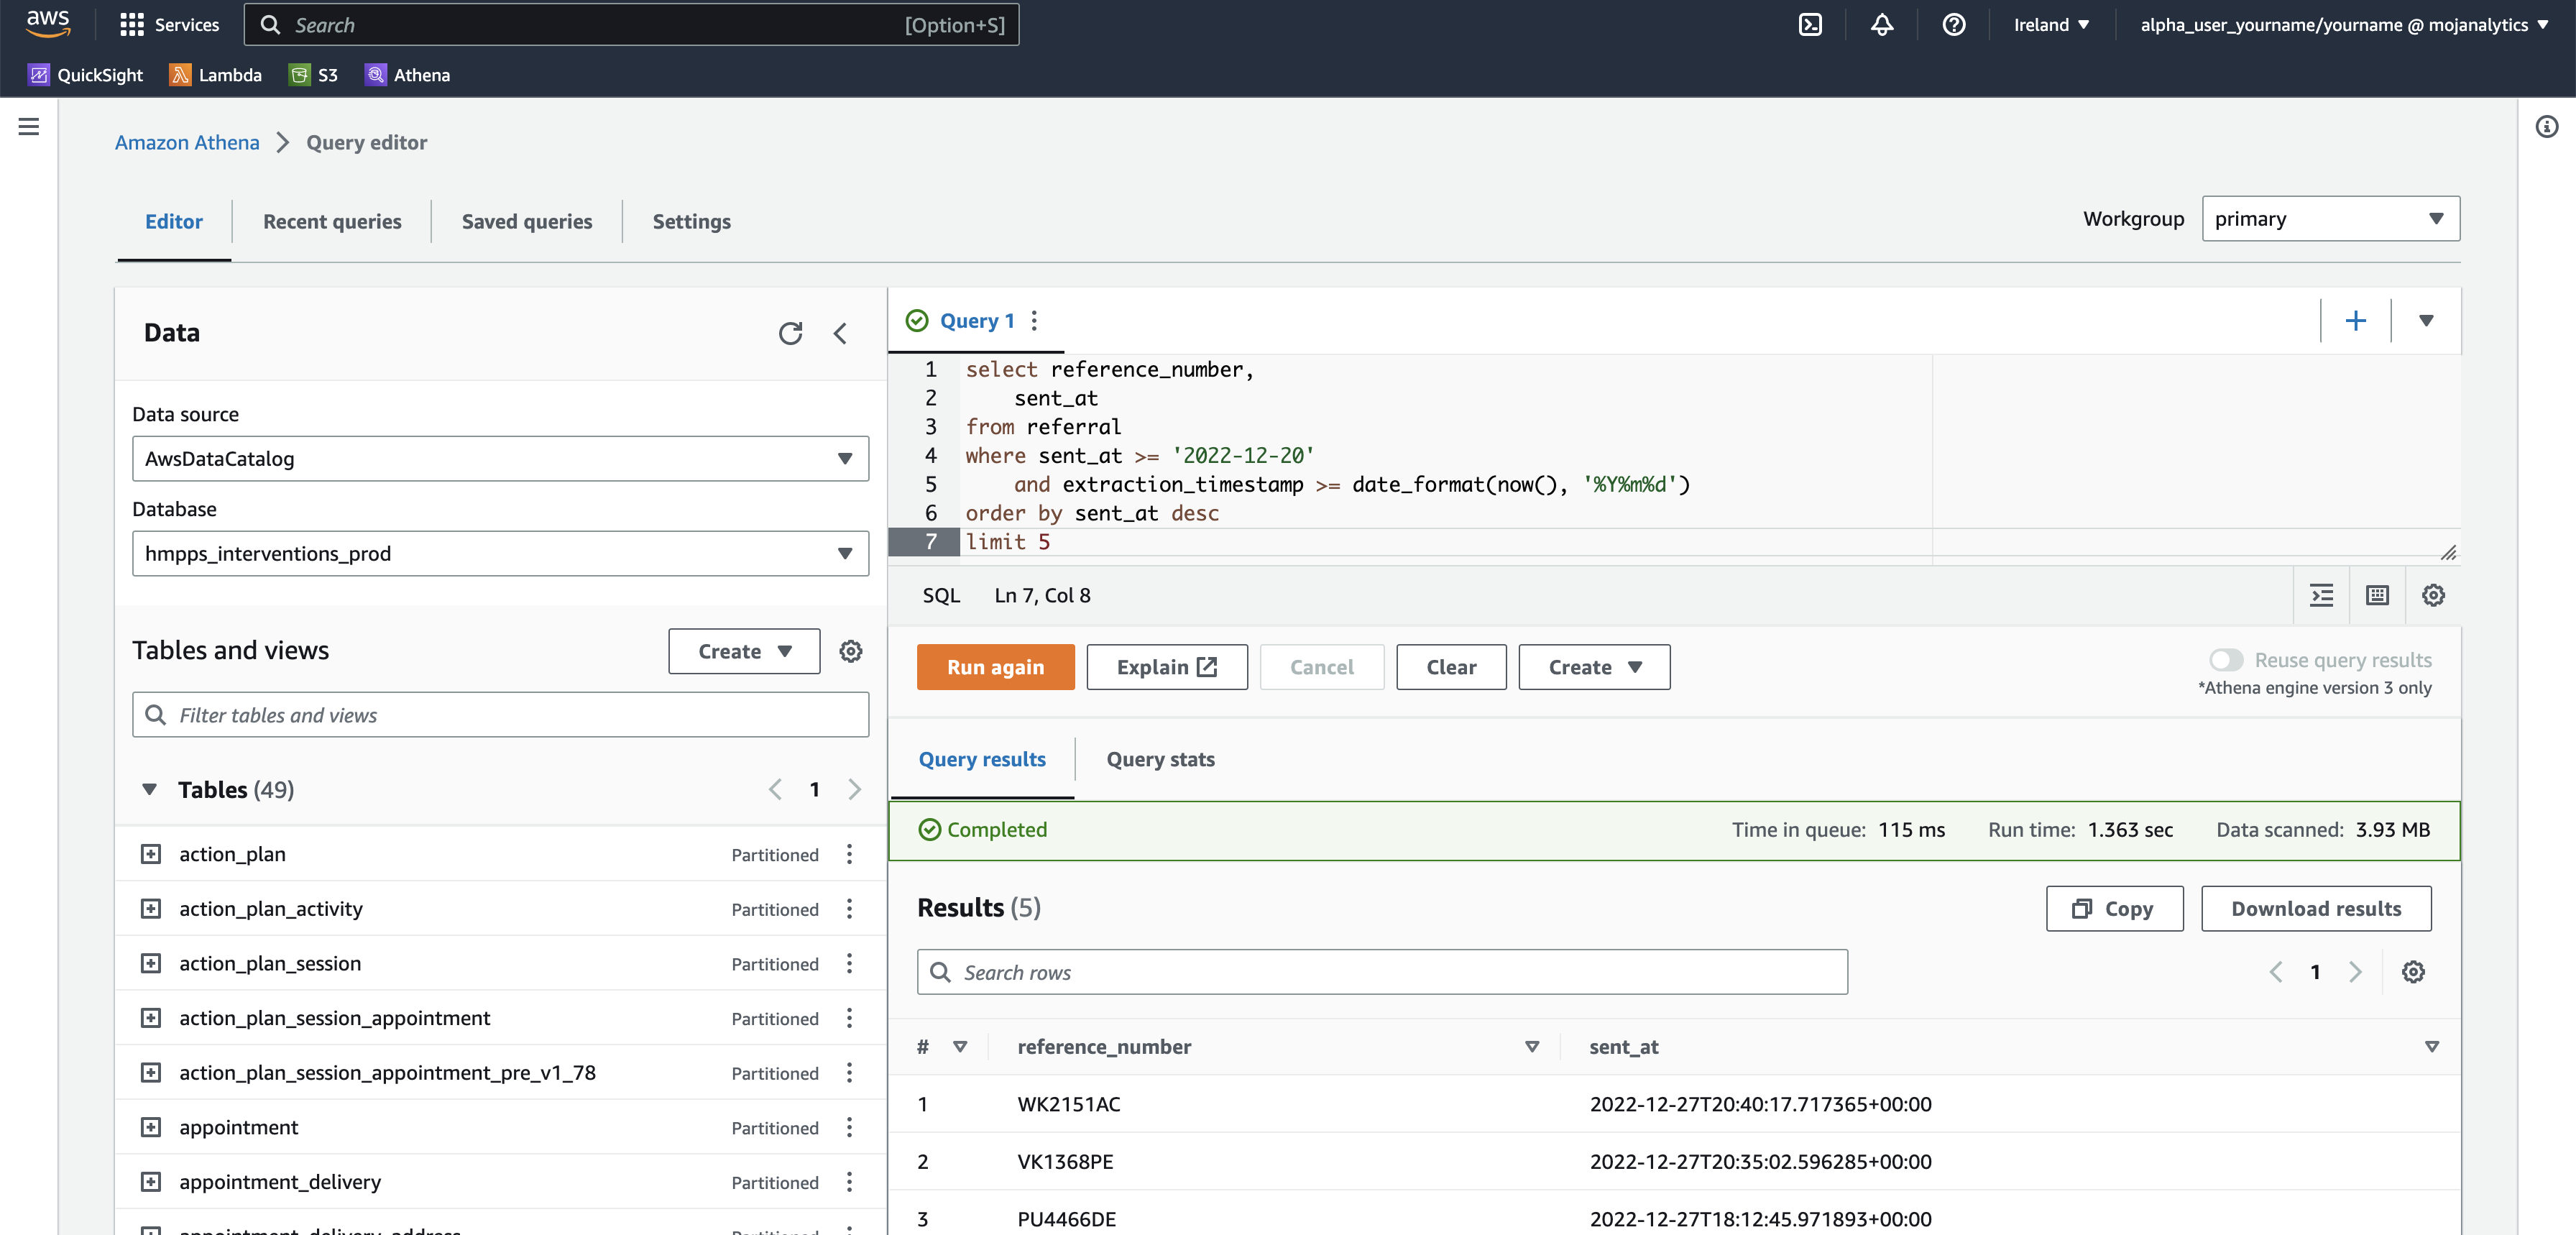 aws
Services
Search
[Option+S]
Ireland
alpha_user_yourname/yourname @ mojanalytics
QuickSight
Lambda
S3
Athena
Amazon Athena
Query editor
Editor
Recent queries
Saved queries
Settings
Workgroup
primary
Data
Data source
AwsDataCatalog
Database
hmpps_interventions_prod
Tables and views
Create
Filter tables and views
Tables (49)
1
action_plan Partitioned
action_plan_activity Partitioned
action_plan_session Partitioned
action_plan_session_appointment Partitioned
action_plan_session_appointment_pre_v1_78 Partitioned
appointment Partitioned
appointment_delivery Partitioned
appointment_delivery_address Partitioned
Query 1
1 select reference_number,
2 sent_at
3 from referral
4 where sent_at >= '2022-12-20'
5 and extraction_timestamp >= date_format(now(), '%Y%m%d')
6 order by sent_at desc
7 limit 5
SQL Ln 7, Col 8
Run again
Explain
Cancel
Clear
Create
Reuse query results
*Athena engine version 3 only
Query results
Query stats
Completed
Time in queue: 115 ms
Run time: 1.363 sec
Data scanned: 3.93 MB
Results (5)
Copy
Download results
Search rows
1
# reference_number sent_at
1 WK2151AC 2022-12-27T20:40:17.717365+00:00
2 VK1368PE 2022-12-27T20:35:02.596285+00:00
3 PU4466DE 2022-12-27T18:12:45.971893+00:00